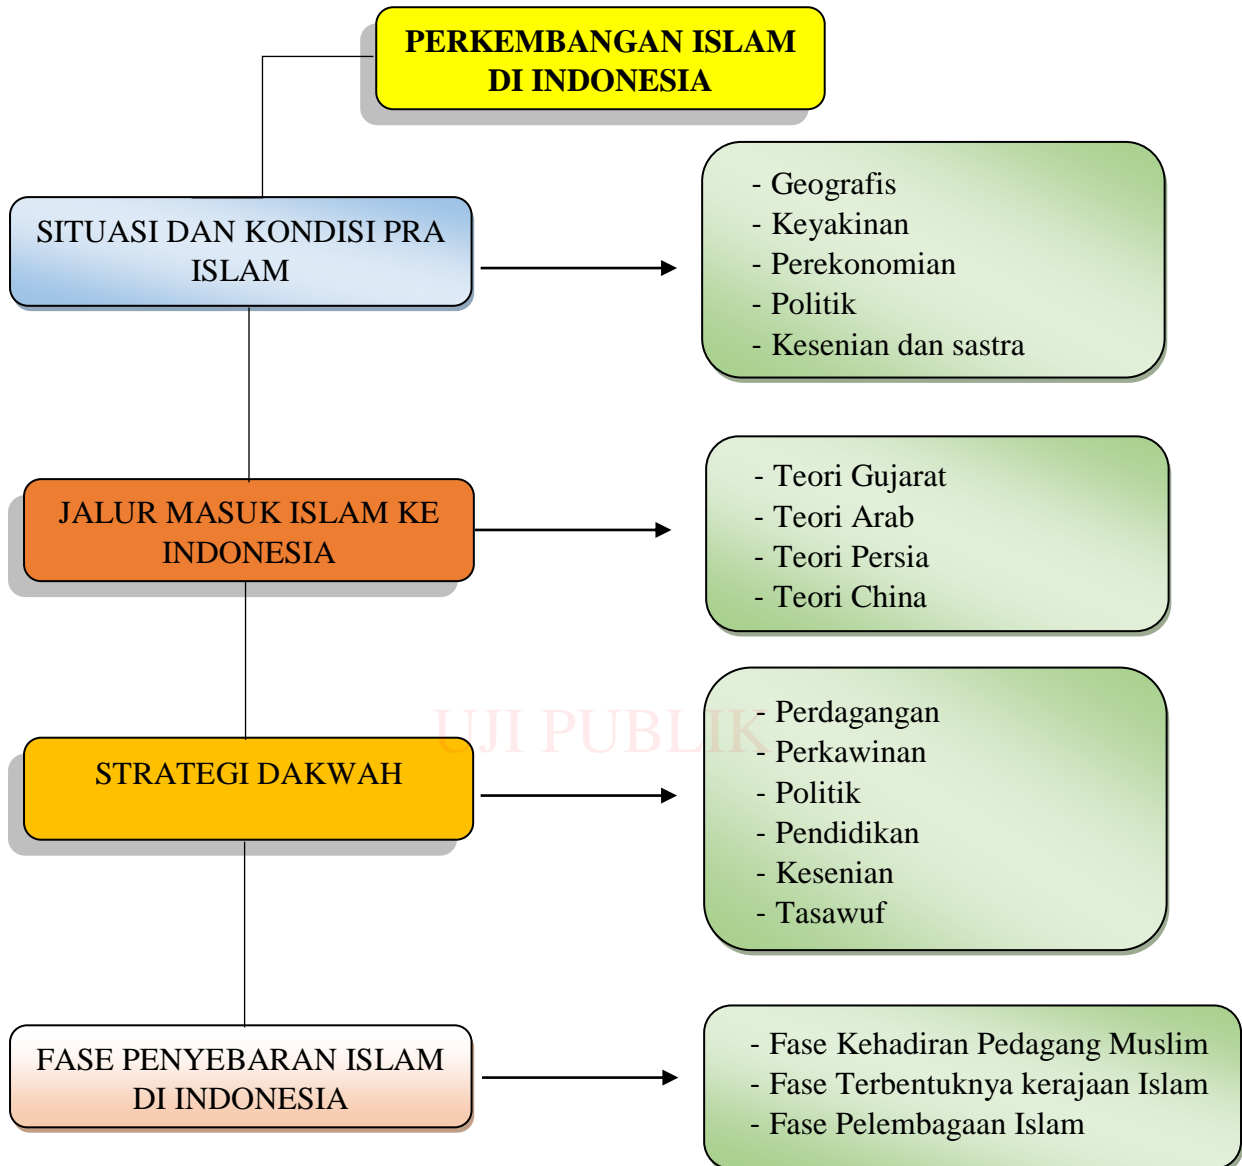 PERKEMBANGAN ISLAM
DI INDONESIA
SITUASI DAN KONDISI PRA
ISLAM
- Geografis
- Keyakinan
- Perekonomian
- Politik
- Kesenian dan sastra
JALUR MASUK ISLAM KE
INDONESIA
- Teori Gujarat
- Teori Arab
- Teori Persia
- Teori China
UJI PUBLIK
STRATEGI DAKWAH
- Perdagangan
- Perkawinan
- Politik
- Pendidikan
- Kesenian
- Tasawuf
FASE PENYEBARAN ISLAM
DI INDONESIA
- Fase Kehadiran Pedagang Muslim
- Fase Terbentuknya kerajaan Islam
- Fase Pelembagaan Islam